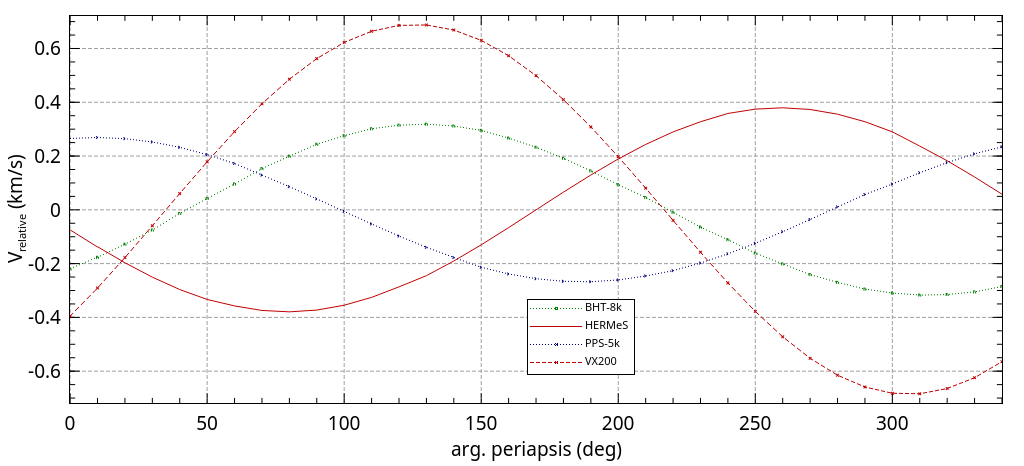 0.6
0.4
0.2
0
-0.2
-0.4
-0.6
V relative (km/s)
0 50 100 150 200 250 300
arg. periapsis (deg)
BHT-8k
HERMeS
PPS-5k
VX200